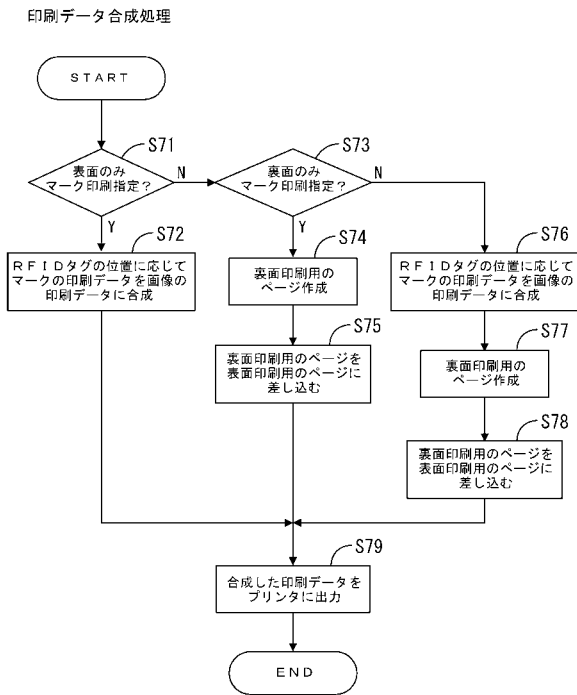 印刷データ合成処理
START
S71
表面のみ
マーク印刷指定？
N
Y
S73
裏面のみ
マーク印刷指定？
N
Y
S72
ＲＦＩＤタグの位置に応じて
マークの印刷データを画像の
印刷データに合成
S74
裏面印刷用の
ページ作成
S75
裏面印刷用のページを
表面印刷用のページに
差し込む
S76
ＲＦＩＤタグの位置に応じて
マークの印刷データを画像の
印刷データに合成
S77
裏面印刷用の
ページ作成
S78
裏面印刷用のページを
表面印刷用のページに
差し込む
S79
合成した印刷データを
プリンタに出力
END